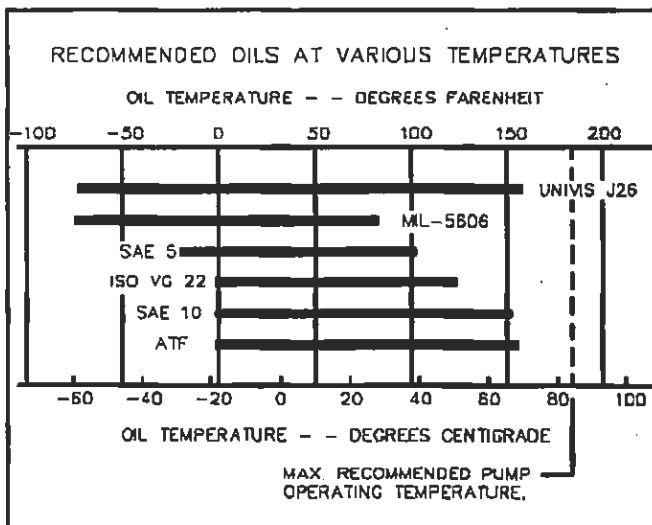 RECOMMENDED OILS AT VARIOUS TEMPERATURES
OIL TEMPERATURE - - DEGREES FARENHEIT
-100 -50 0 50 100 150 200
UNIVIS J26
MIL-5606
SAE 5
ISO VG 22
SAE 10
ATF
-60 -40 -20 0 20 40 60 80 100
OIL TEMPERATURE - - DEGREES CENTIGRADE
MAX. RECOMMENDED PUMP
OPERATING TEMPERATURE.